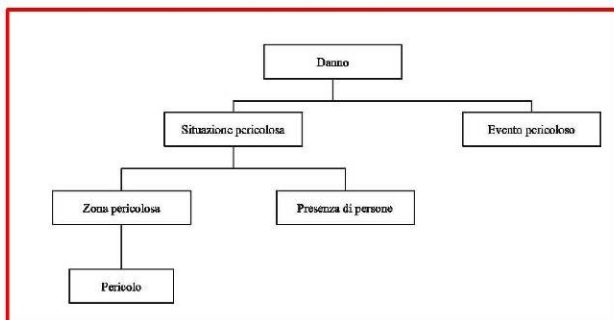 Danno
Situazione pericolosa
Evento pericoloso
Zona pericolosa
Presenza di persone
Pericolo